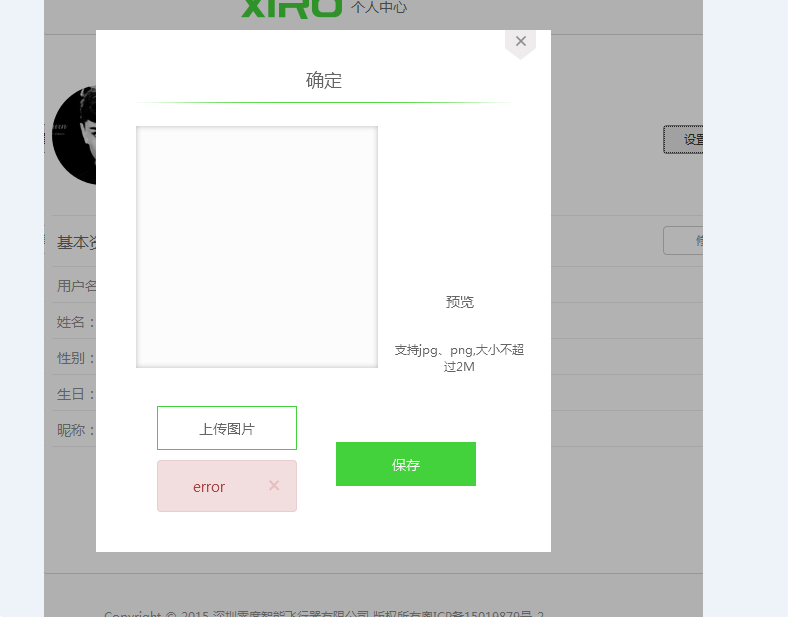 XIRO 个人中心
×
确定
设置
基本资
用户名
姓名：
性别：
生日：
昵称：
预览
支持jpg、png,大小不超
过2M
上传图片
保存
error ×
Copyright © 2015 深圳零度智能飞行器有限公司 版权所有粤ICP备15019879号-2